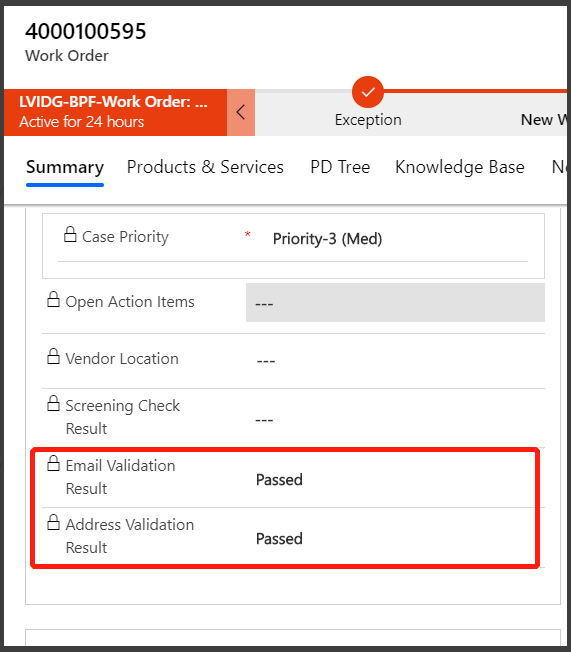 4000100595
Work Order
LVIDG-BPF-Work Order: ...
Active for 24 hours
Exception
New W
Summary
Products & Services
PD Tree
Knowledge Base
N
Case Priority
*
Priority-3 (Med)
Open Action Items
---
Vendor Location
---
Screening Check
Result
---
Email Validation
Result
Passed
Address Validation
Result
Passed